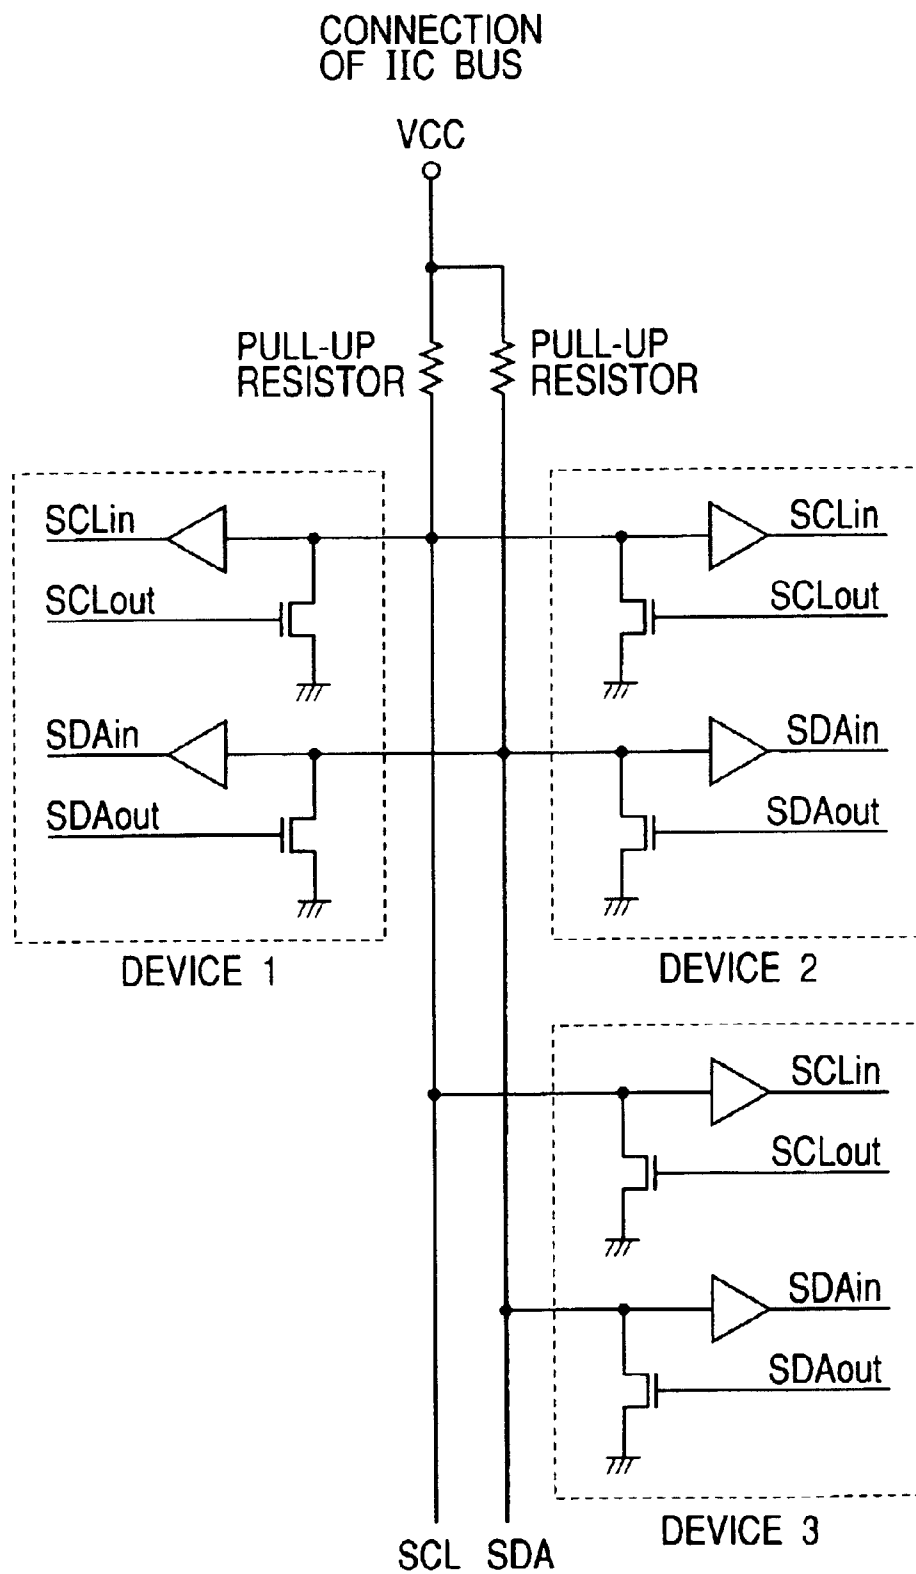 CONNECTION
OF IIC BUS
VCC
PULL-UP
RESISTOR
PULL-UP
RESISTOR
SCLin
SCLout
SDAin
SDAout
DEVICE 1
SCLin
SCLout
SDAin
SDAout
DEVICE 2
SCLin
SCLout
SDAin
SDAout
DEVICE 3
SCL SDA